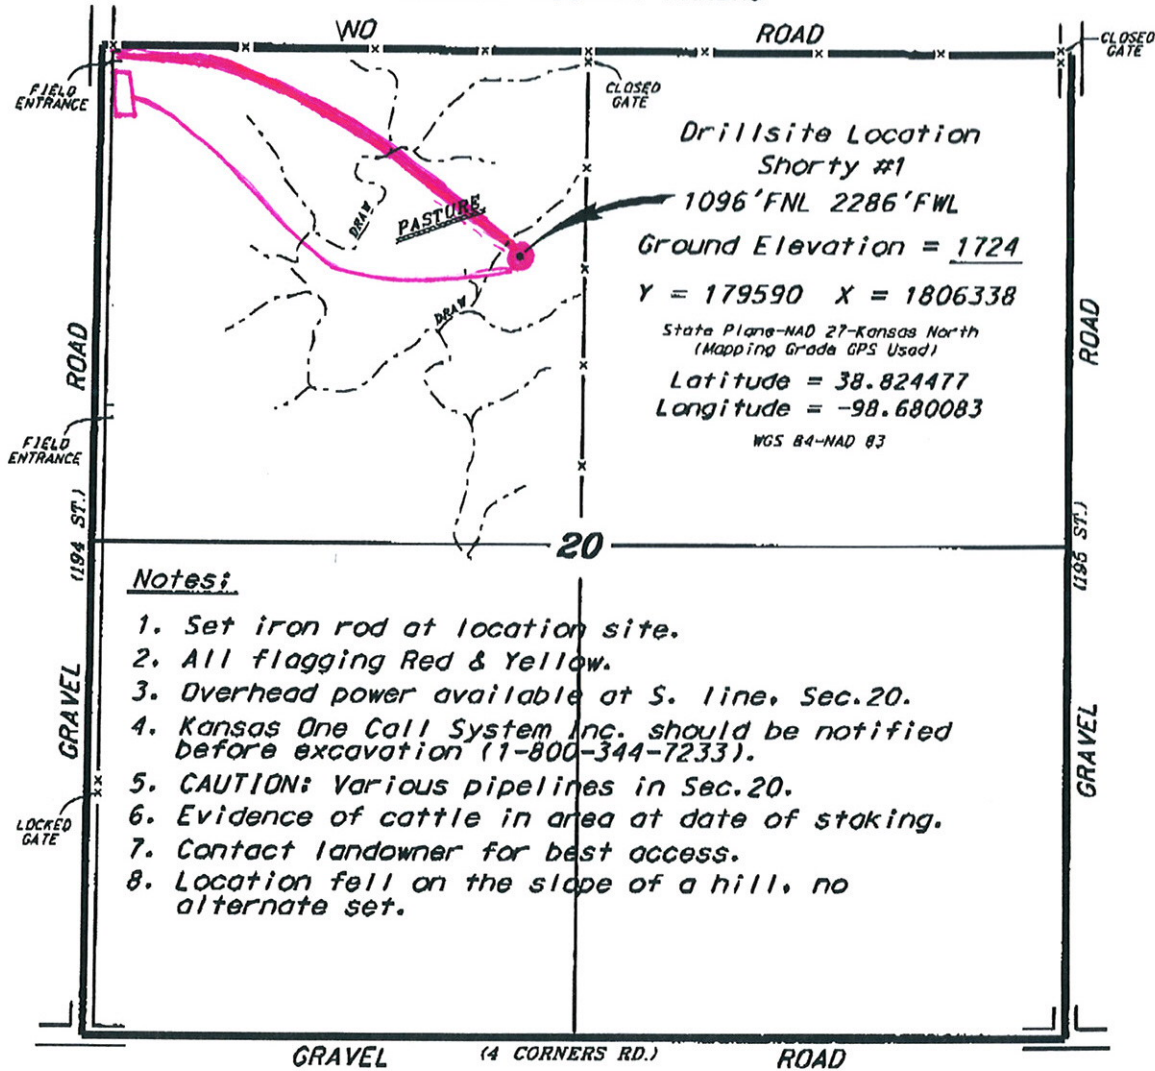 WO ROAD
CLOSED
GATE
FIELD
ENTRANCE
CLOSED
GATE
Drillsite Location
Shorty #1
1096'FNL 2286'FWL
DRAW
PASTURE
Ground Elevation = 1724
Y = 179590 X = 1806338
DRAW
State Plane-NAD 27-Kansas North
(Mapping Grade GPS Used)
Latitude = 38.824477
Longitude = -98.680083
WGS 84-NAD 83
ROAD
ROAD
FIELD
ENTRANCE
(194 ST.)
(195 ST.)
20
Notes:
1. Set iron rod at location site.
2. All flagging Red & Yellow.
3. Overhead power available at S. line, Sec.20.
4. Kansas One Call System Inc. should be notified
before excavation (1-800-344-7233).
5. CAUTION: Various pipelines in Sec.20.
6. Evidence of cattle in area at date of staking.
7. Contact landowner for best access.
8. Location fell on the slope of a hill, no
alternate set.
GRAVEL
GRAVEL
LOCKED
GATE
GRAVEL (4 CORNERS RD.) ROAD